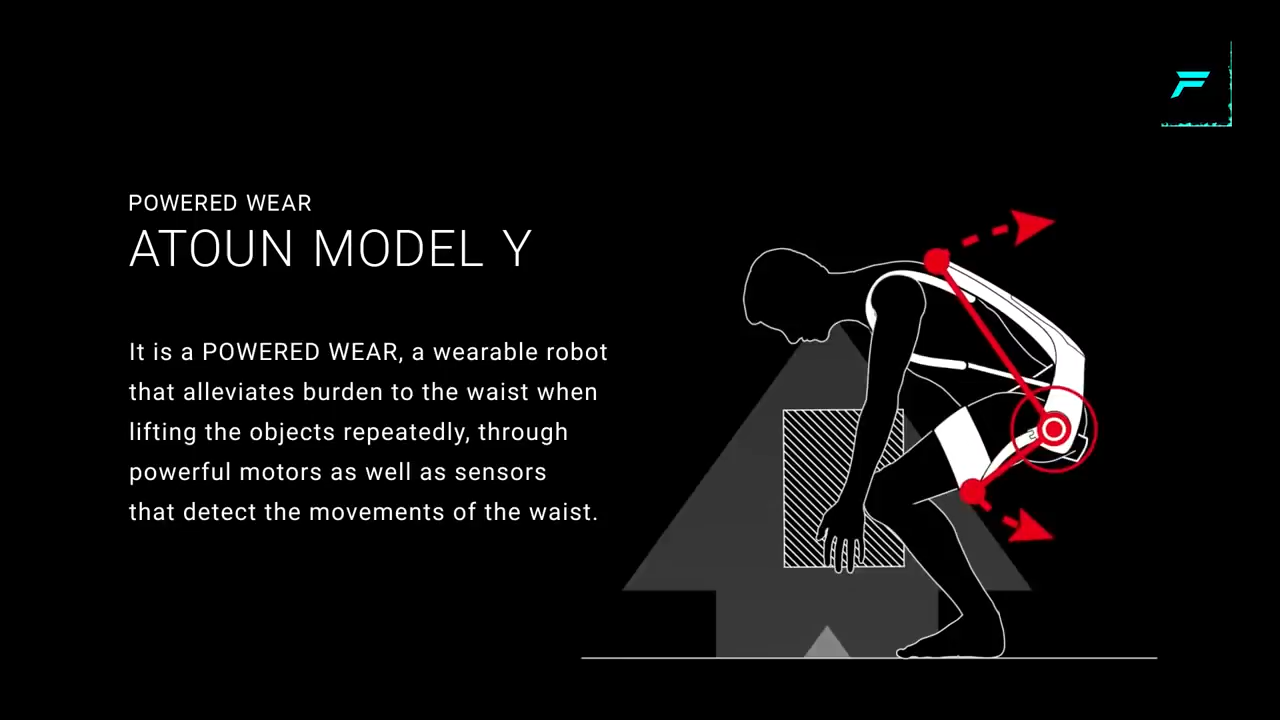 POWERED WEAR
ATOUN MODEL Y
It is a POWERED WEAR, a wearable robot
that alleviates burden to the waist when
lifting the objects repeatedly, through
powerful motors as well as sensors
that detect the movements of the waist.